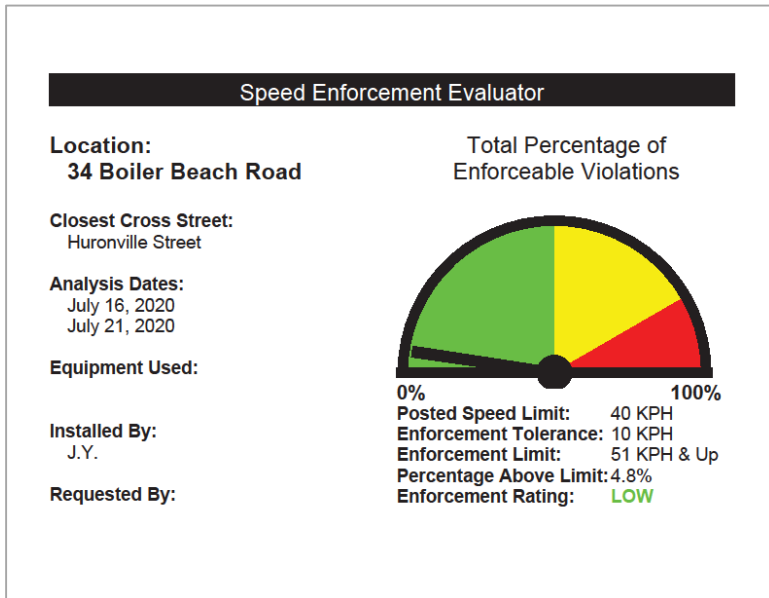 Speed Enforcement Evaluator
Location:
34 Boiler Beach Road
Closest Cross Street:
Huronville Street
Analysis Dates:
July 16, 2020
July 21, 2020
Equipment Used:
Installed By:
J.Y.
Requested By:
Total Percentage of
Enforceable Violations
0% 100%
Posted Speed Limit: 40 KPH
Enforcement Tolerance: 10 KPH
Enforcement Limit: 51 KPH & Up
Percentage Above Limit: 4.8%
Enforcement Rating: LOW